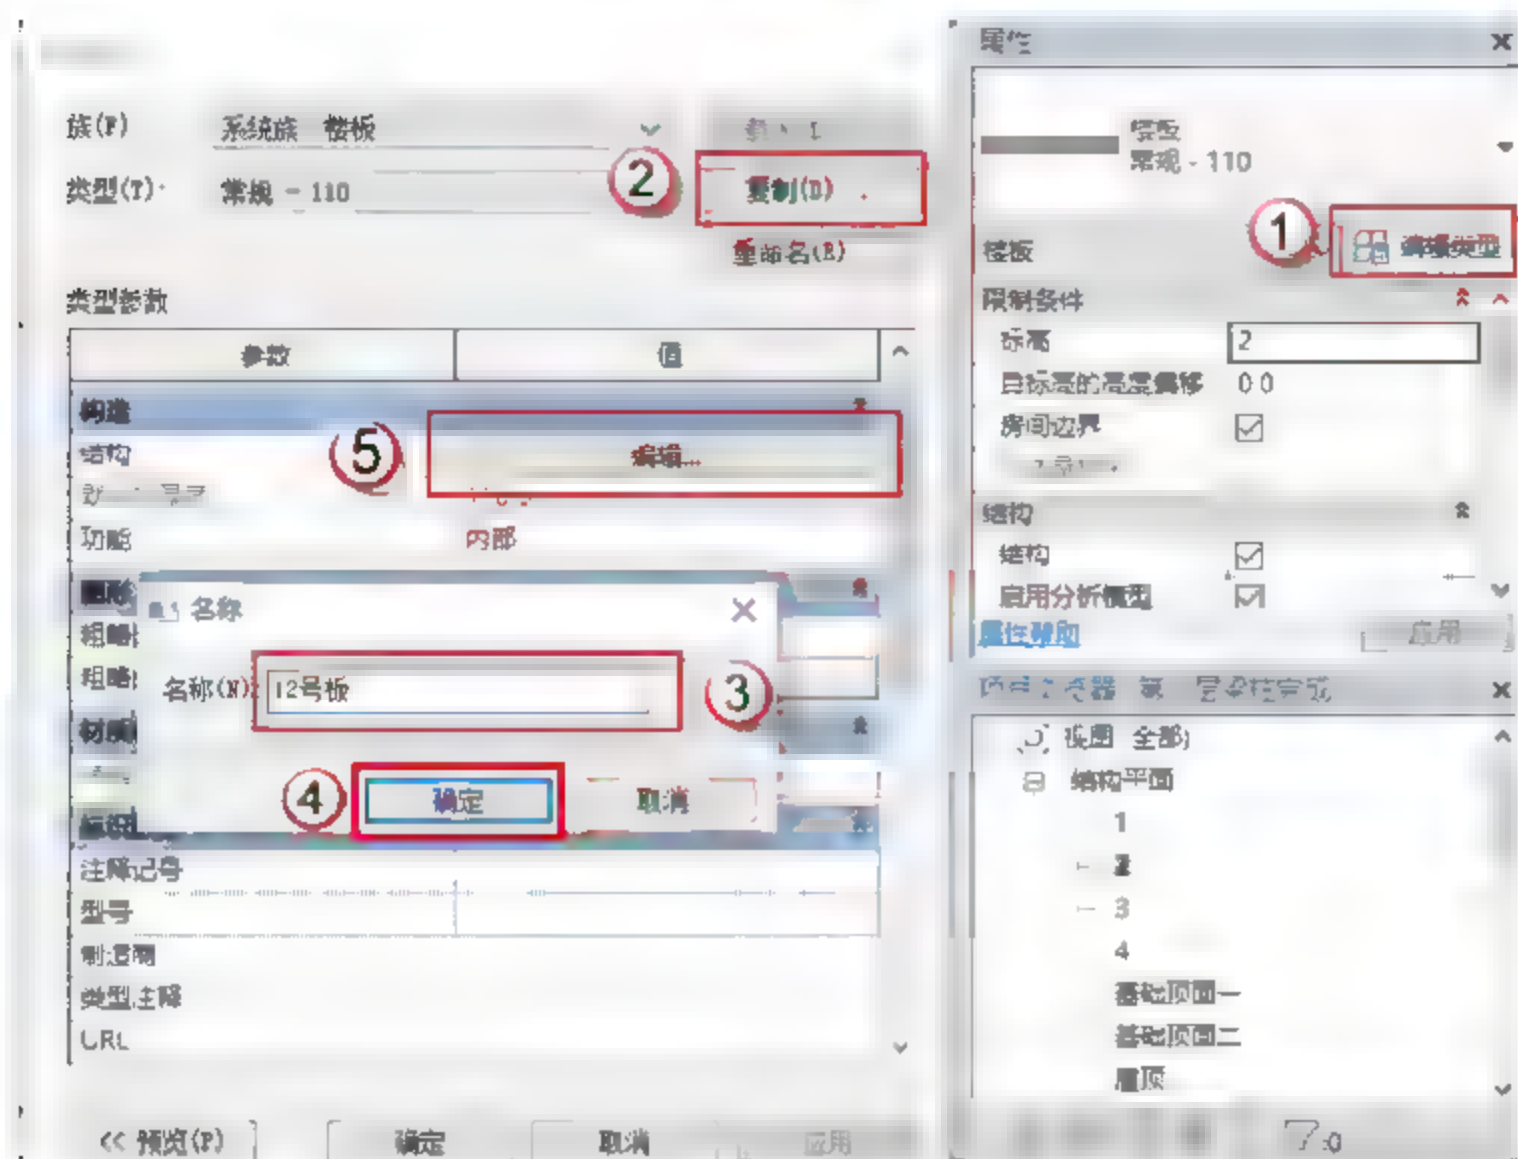 族(F)
系统族 楼板
类型(T)
常规 - 110
②
复制(D)
重命名(R)
类型参数
参数
值
构造
结构
⑤
编辑...
功能
内部
名称
名称(N):
12号板
③
④
确定
取消
注释记号
型号
制造商
类型注释
URL
<< 预览(P)
确定
取消
应用
属性
楼板
常规 - 110
①
楼板
编辑类型
限制条件
标高
2
自标高的高度偏移
0 0
房间边界
结构
结构
启用分析模型
属性帮助
应用
视图 全部)
结构平面
1
2
3
4
基础顶面一
基础顶面二
屋顶
:0